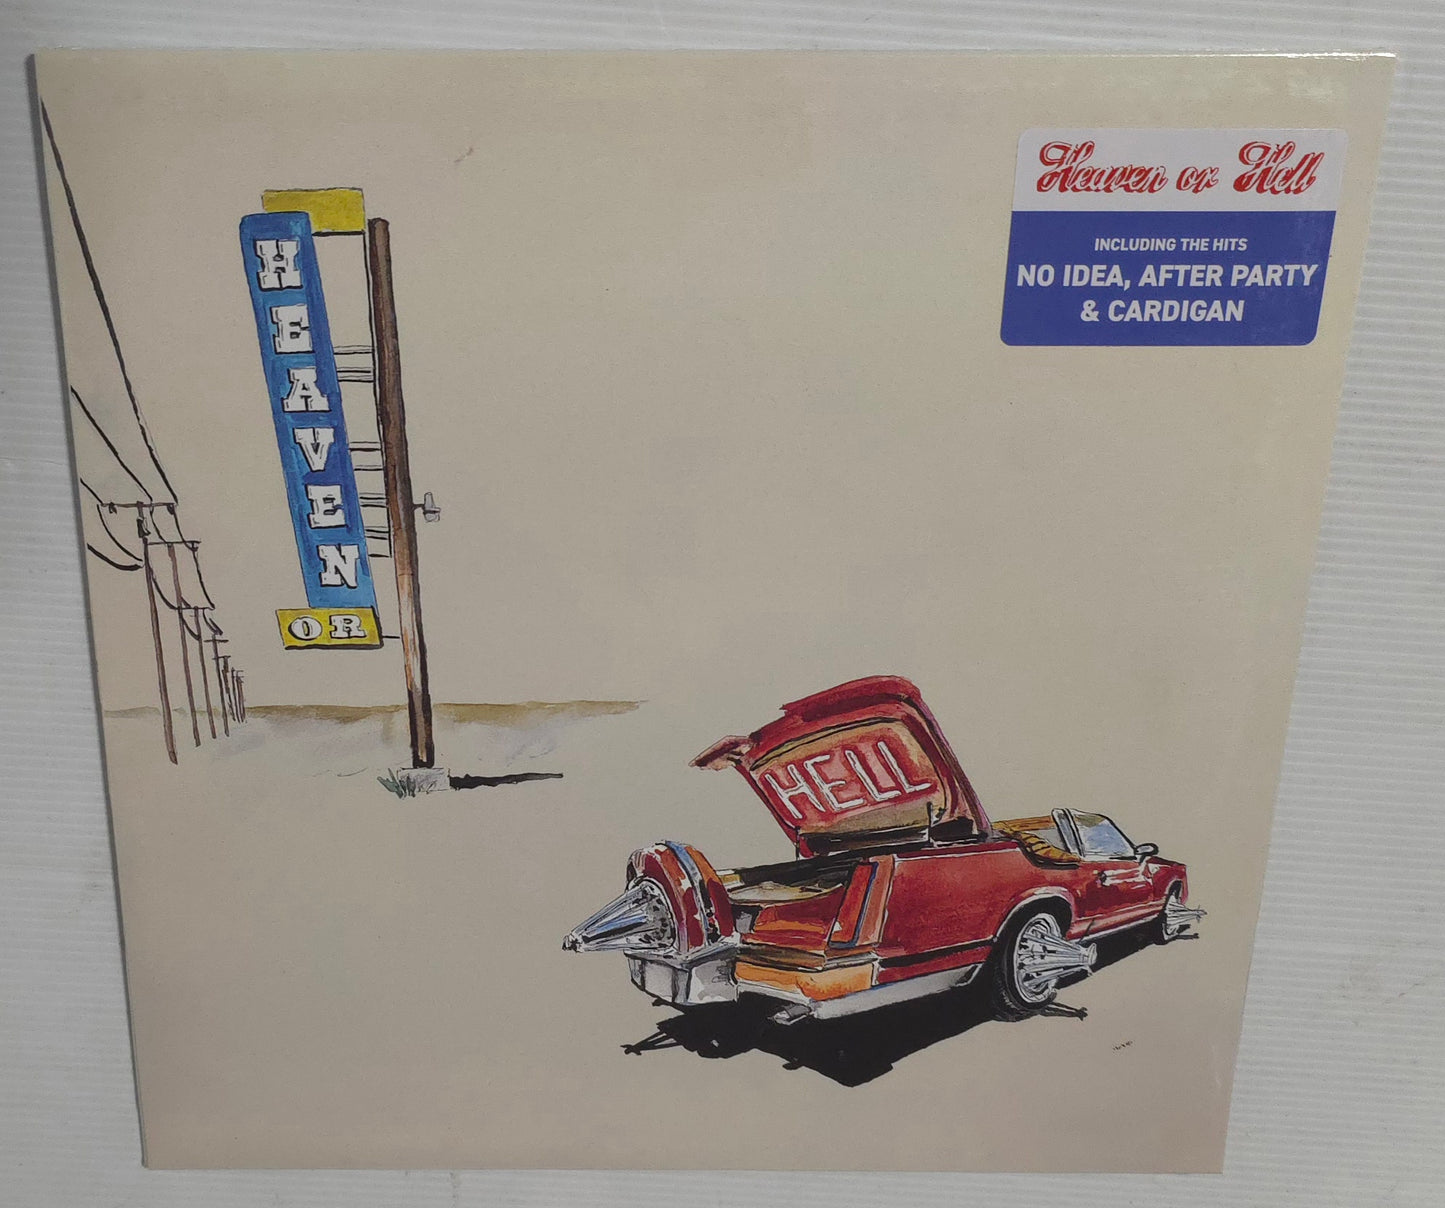 Heaven or Hell
INCLUDING THE HITS
NO IDEA, AFTER PARTY
& CARDIGAN
HEAVEN
OR
HELL